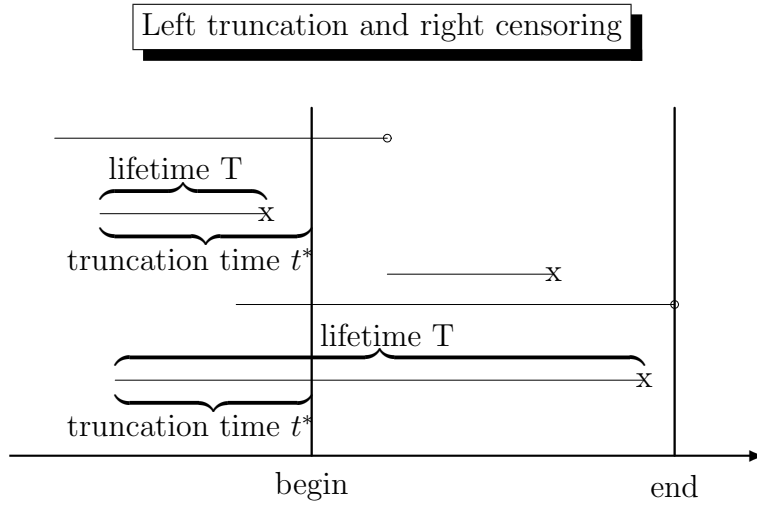 Left truncation and right censoring
lifetime T
x
truncation time t*
x
lifetime T
x
truncation time t*
begin
end